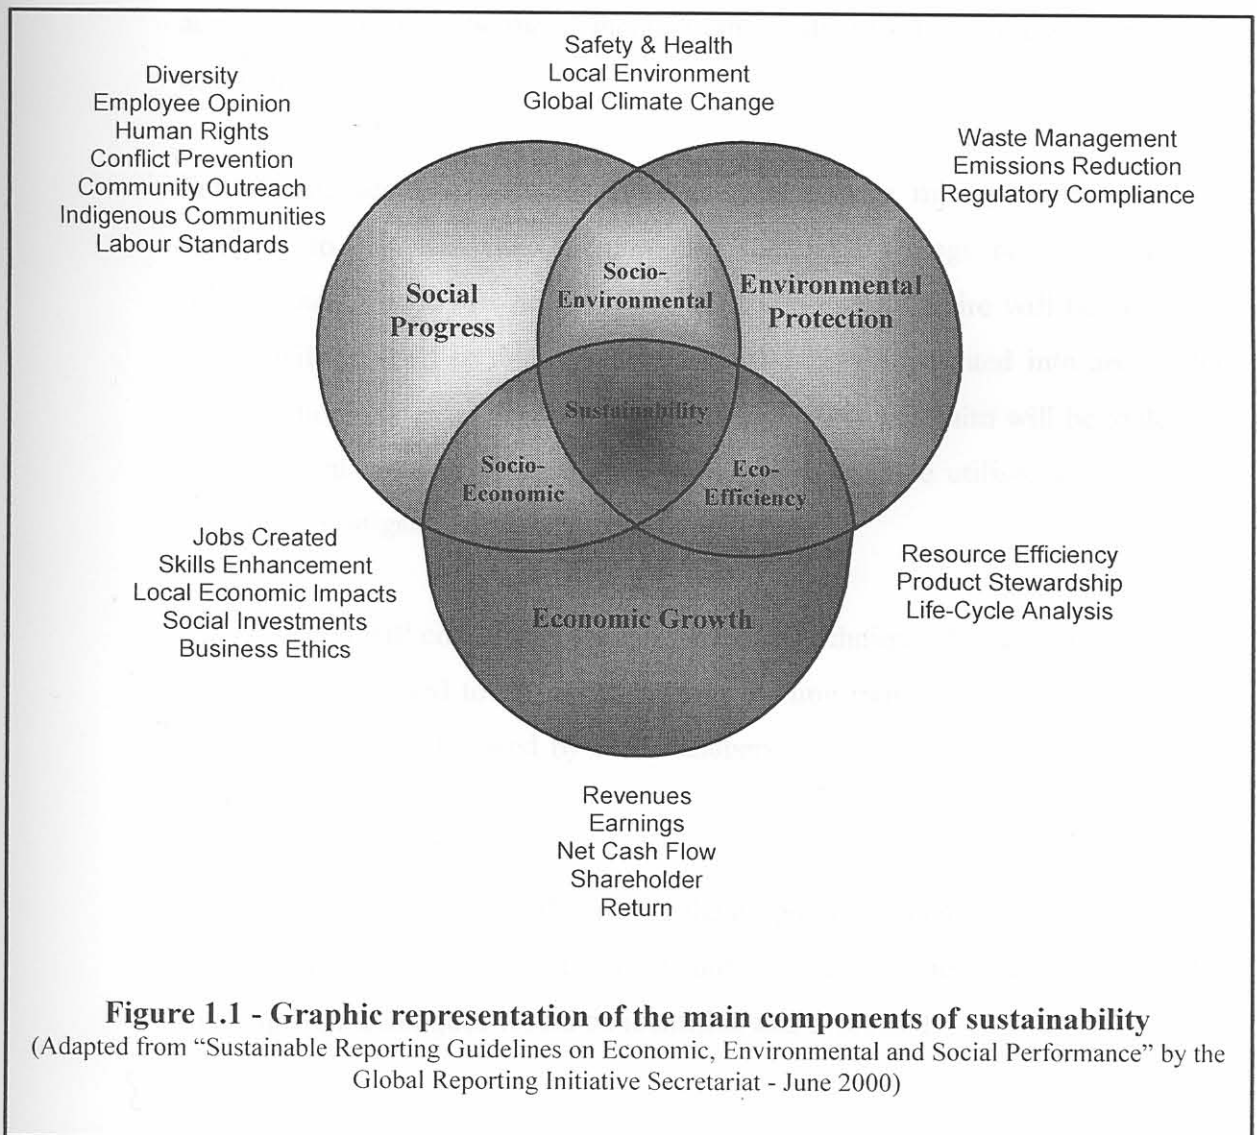 Safety & Health
Local Environment
Global Climate Change
Diversity
Employee Opinion
Human Rights
Conflict Prevention
Community Outreach
Indigenous Communities
Labour Standards
Waste Management
Emissions Reduction
Regulatory Compliance
Socio-
Environmental
Social
Progress
Environmental
Protection
Sustainability
Socio-
Economic
Eco-
Efficiency
Jobs Created
Skills Enhancement
Local Economic Impacts
Social Investments
Business Ethics
Resource Efficiency
Product Stewardship
Life-Cycle Analysis
Economic Growth
Revenues
Earnings
Net Cash Flow
Shareholder
Return
Figure 1.1 - Graphic representation of the main components of sustainability
(Adapted from “Sustainable Reporting Guidelines on Economic, Environmental and Social Performance” by the
Global Reporting Initiative Secretariat - June 2000)